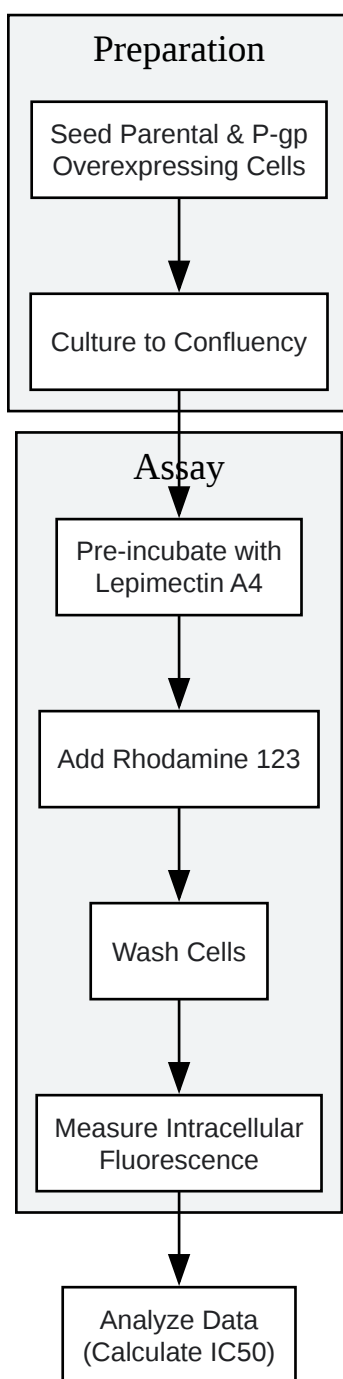 Preparation
Seed Parental & P-gp
Overexpressing Cells
Culture to Confluency
Assay
Pre-incubate with
Lepimectin A4
Add Rhodamine 123
Wash Cells
Measure Intracellular
Fluorescence
Analyze Data
(Calculate IC50)